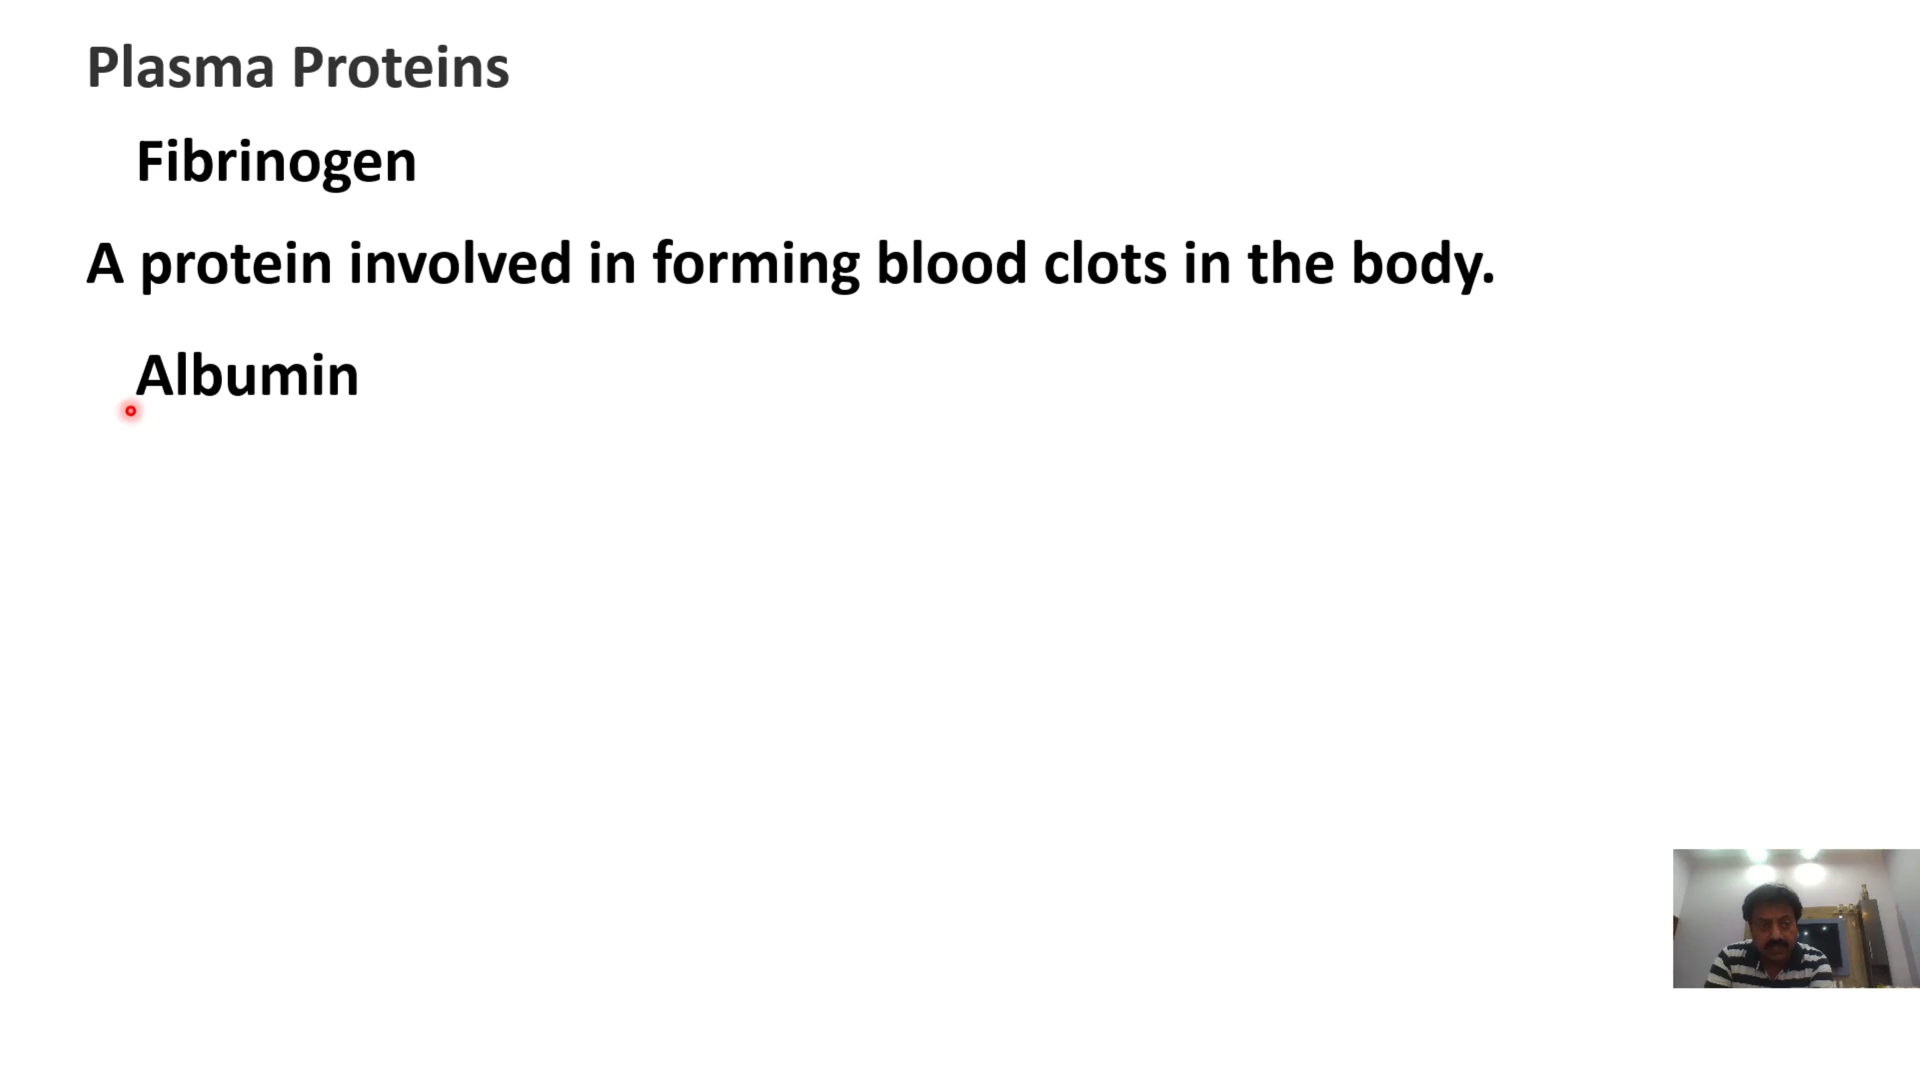 Plasma Proteins
Fibrinogen
A protein involved in forming blood clots in the body.
Albumin